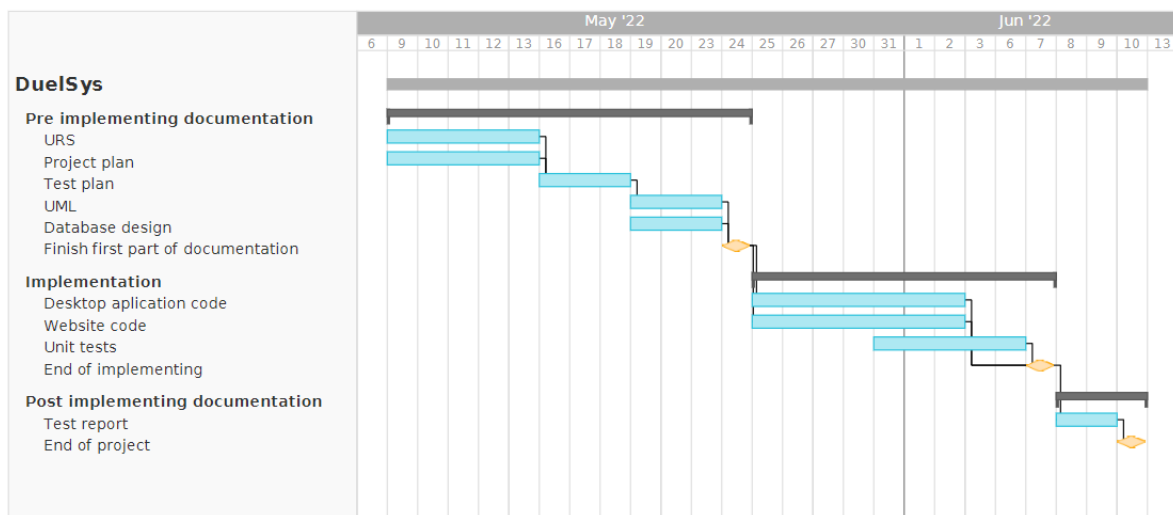 May '22 Jun '22
6 9 10 11 12 13 16 17 18 19 20 23 24 25 26 27 30 31 1 2 3 6 7 8 9 10 13
DuelSys
Pre implementing documentation
URS
Project plan
Test plan
UML
Database design
Finish first part of documentation
Implementation
Desktop aplication code
Website code
Unit tests
End of implementing
Post implementing documentation
Test report
End of project